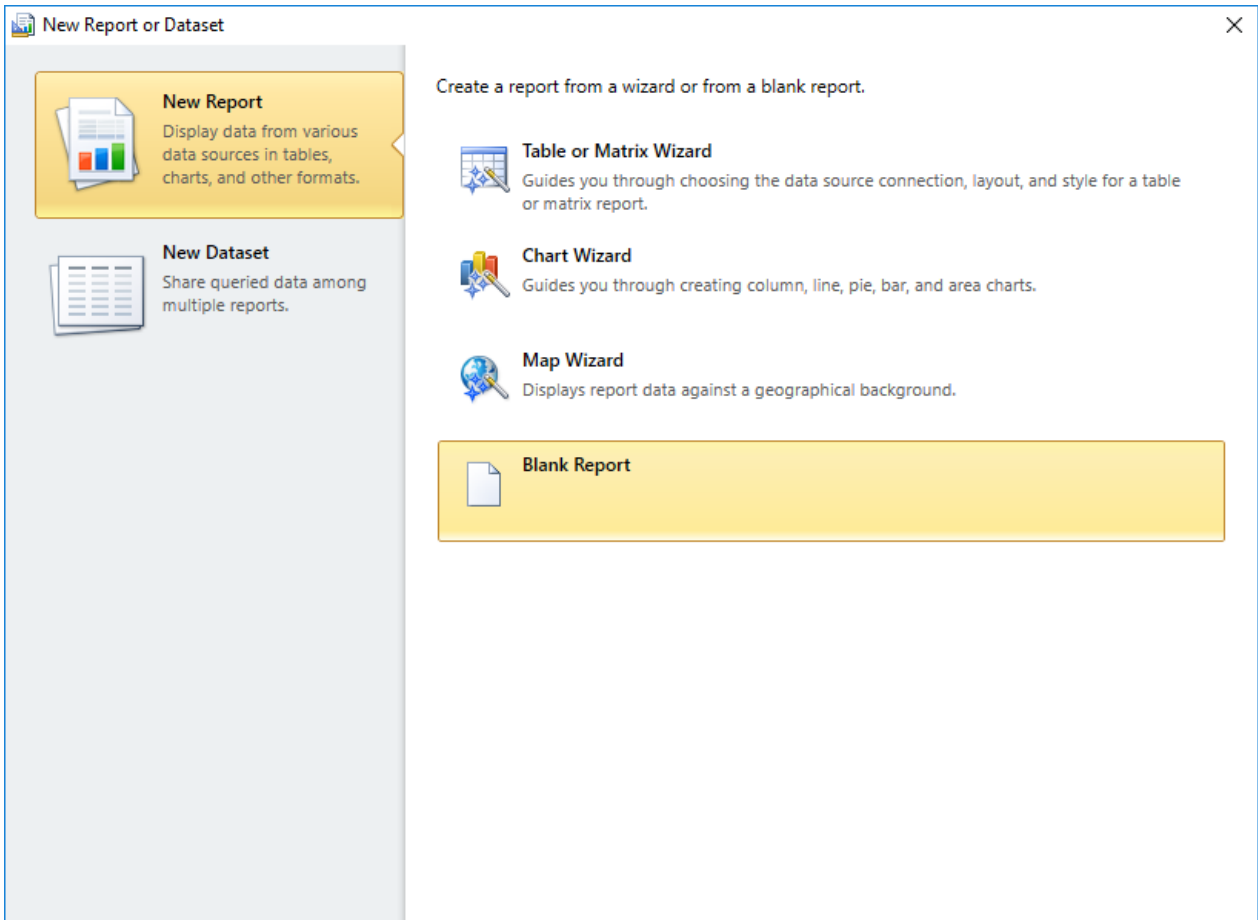 New Report or Dataset
New Report
Display data from various
data sources in tables,
charts, and other formats.
New Dataset
Share queried data among
multiple reports.
Create a report from a wizard or from a blank report.
Table or Matrix Wizard
Guides you through choosing the data source connection, layout, and style for a table
or matrix report.
Chart Wizard
Guides you through creating column, line, pie, bar, and area charts.
Map Wizard
Displays report data against a geographical background.
Blank Report